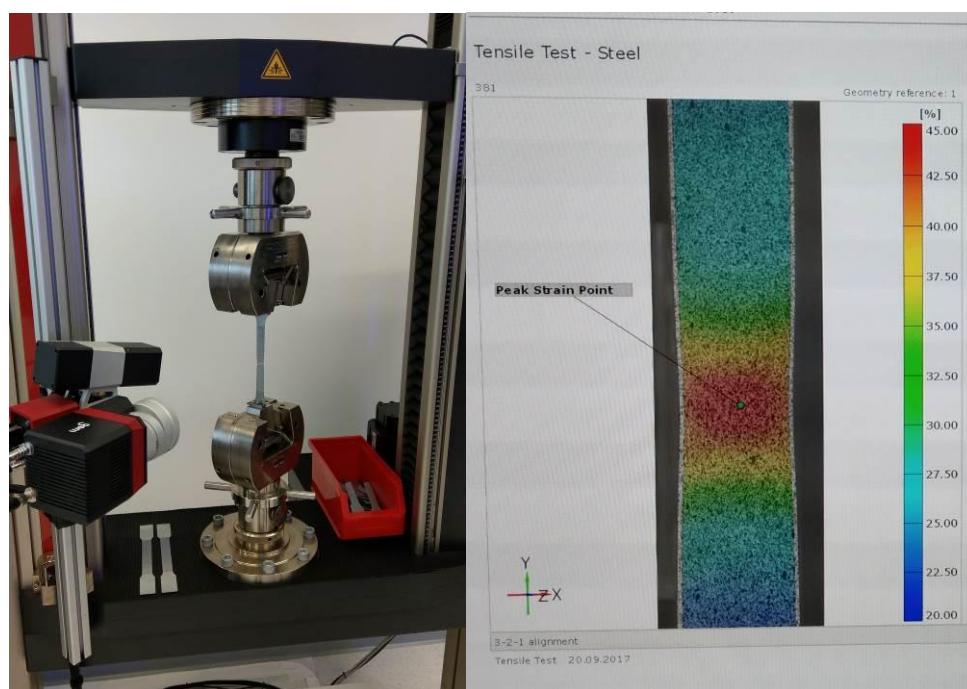 Tensile Test - Steel
381
Geometry reference: 1
[%]
45.00
42.50
Peak Strain Point
40.00
37.50
35.00
32.50
30.00
27.50
25.00
22.50
20.00
Y
Z X
3-2-1 alignment
Tensile Test 20.09.2017
gom